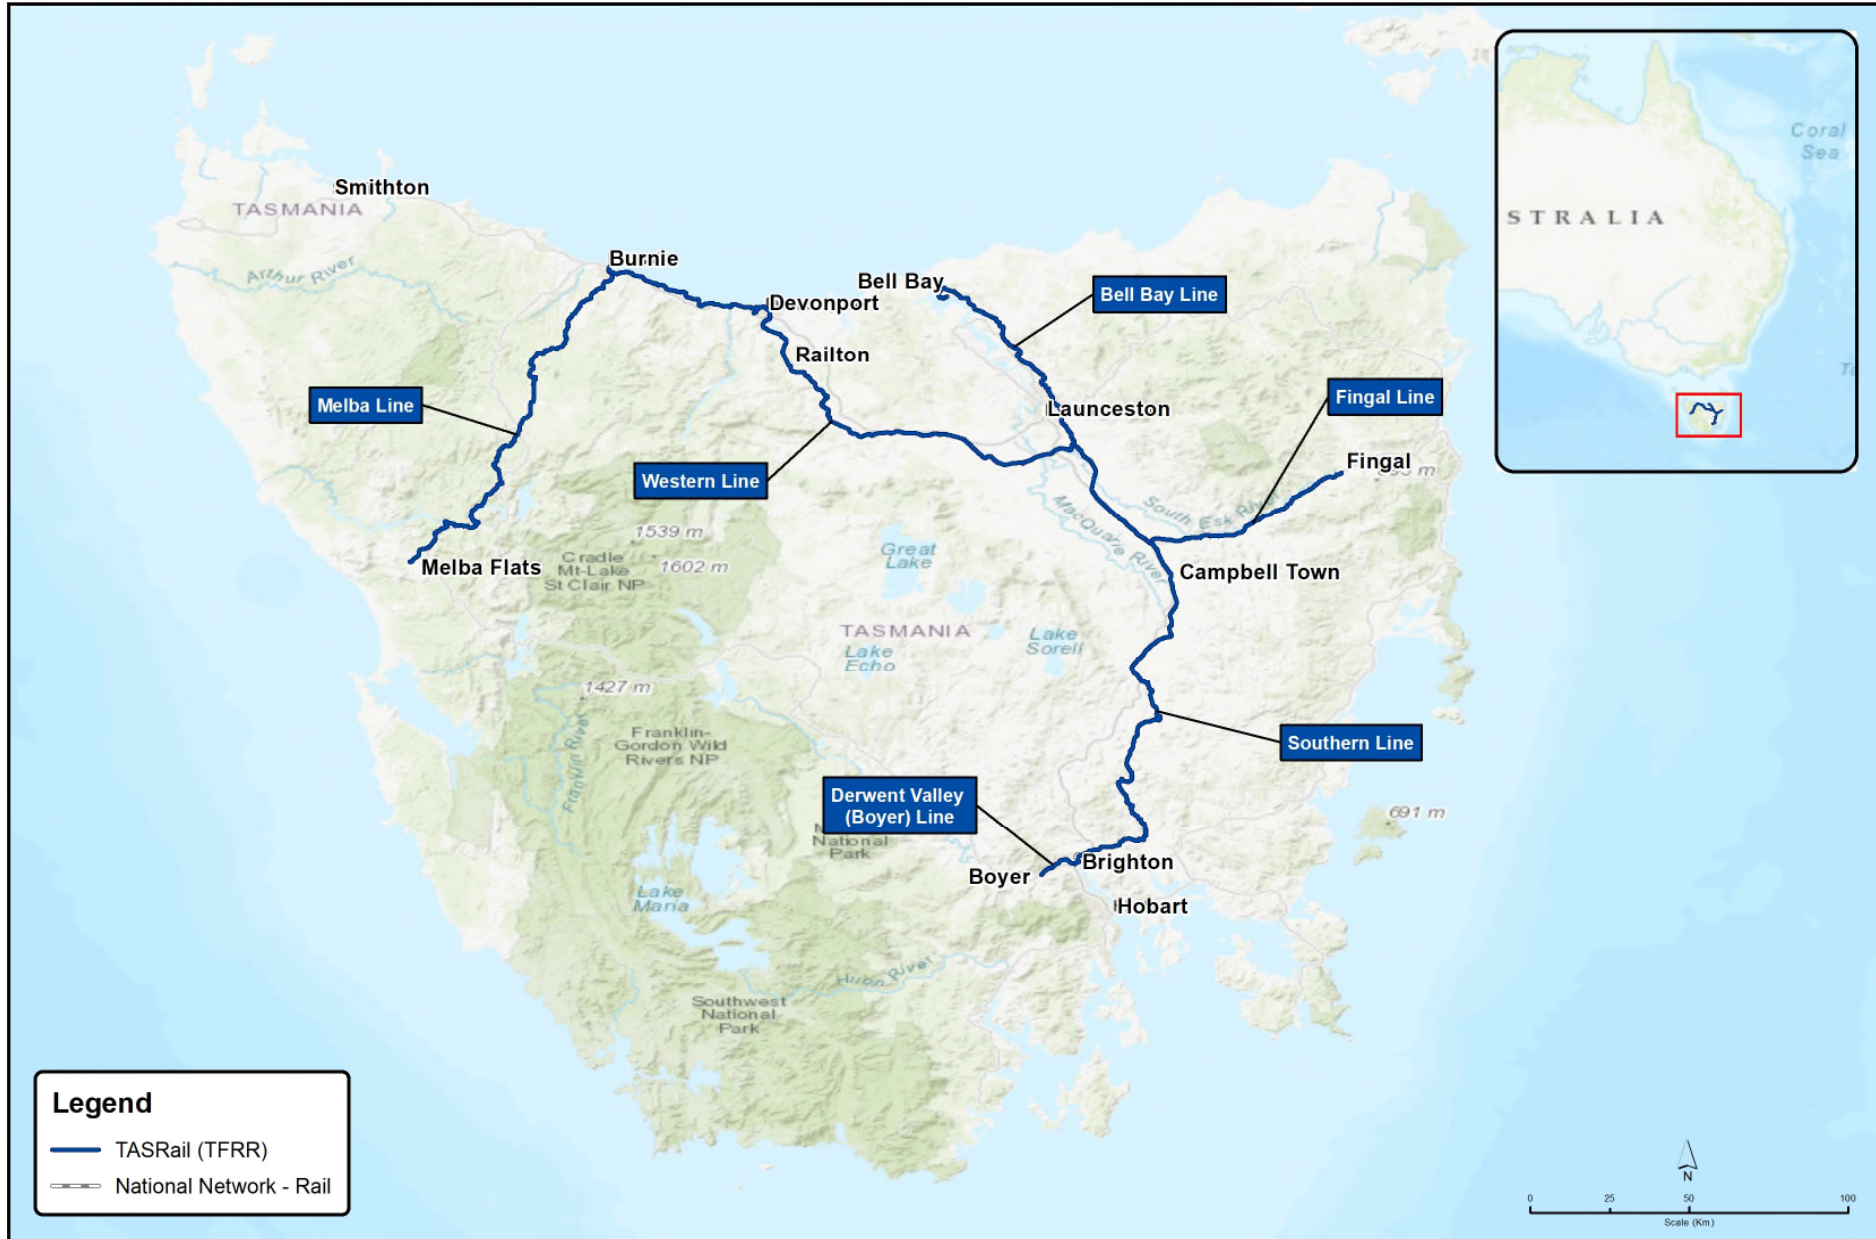 Smithton
TASMANIA
Arthur River
Burnie
Devonport
Railton
Bell Bay
Bell Bay Line
Melba Line
Western Line
Launceston
Fingal Line
Fingal
South Esk River
MacQuarie River
Campbell Town
Melba Flats
1539 m
Cradle
Mt-Lake
St Clair NP
1602 m
Great
Lake
TASMANIA
Lake
Echo
Lake
Sorell
1427 m
Franklin River
Franklin-
Gordon Wild
Rivers NP
Southern Line
Derwent Valley
(Boyer) Line
National
Park
691 m
Boyer
Brighton
Hobart
Lake
Maria
Huon River
Southwest
National
Park
Coral
Sea
STRALIA
Legend
TASRail (TFRR)
National Network - Rail
N
0 25 50 100
Scale (Km)